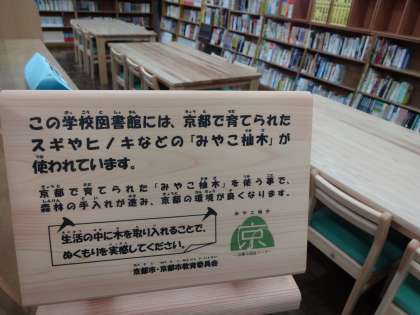 この学校図書館には、京都で育てられた
スギやヒノキなどの「みやこ杣木」が
使われています。
京都で育てられた「みやこ杣木」を使う事で、
森林の手入れが進み、京都の環境が良くなります。
生活の中に木を取り入れることで、
ぬくもりを実感してください。
みやこ杣木
京
京都市・京都市教育委員会